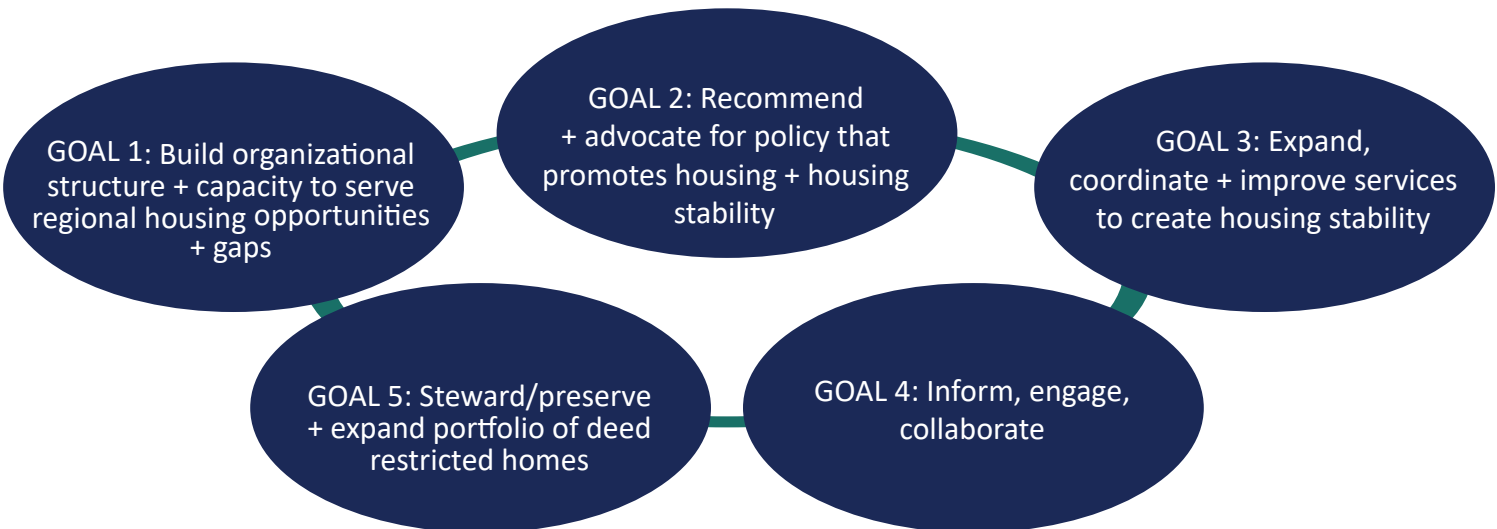 GOAL 1: Build organizational
structure + capacity to serve
regional housing opportunities
+ gaps
GOAL 2: Recommend
+ advocate for policy that
promotes housing + housing
stability
GOAL 3: Expand,
coordinate + improve services
to create housing stability
GOAL 4: Inform, engage,
collaborate
GOAL 5: Steward/preserve
+ expand portfolio of deed
restricted homes